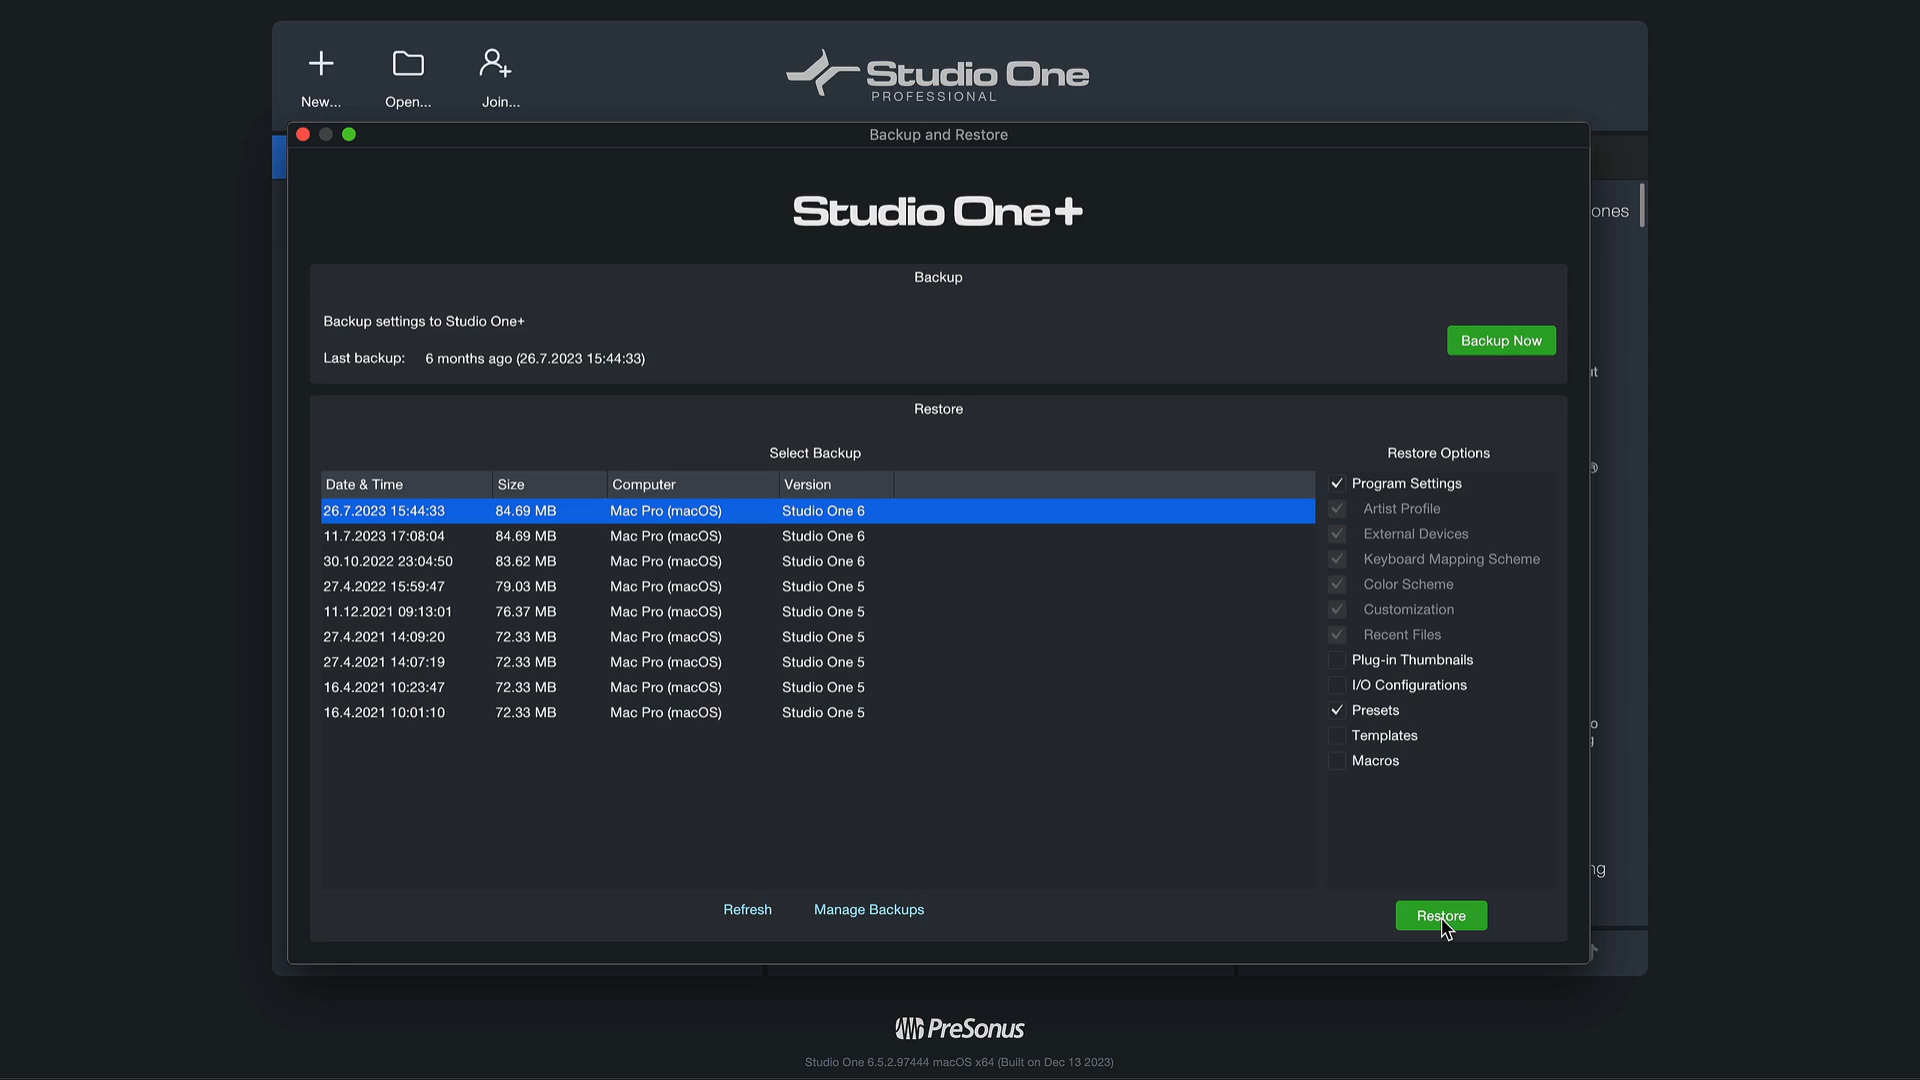 New...
Open...
Join...
Studio One
PROFESSIONAL
Backup and Restore
ones
Studio One+
Backup
Backup settings to Studio One+
Backup Now
Last backup: 6 months ago (26.7.2023 15:44:33)
Restore
Select Backup
Restore Options
Date & Time Size Computer Version
26.7.2023 15:44:33 84.69 MB Mac Pro (macOS) Studio One 6
11.7.2023 17:08:04 84.69 MB Mac Pro (macOS) Studio One 6
30.10.2022 23:04:50 83.62 MB Mac Pro (macOS) Studio One 6
27.4.2022 15:59:47 79.03 MB Mac Pro (macOS) Studio One 5
11.12.2021 09:13:01 76.37 MB Mac Pro (macOS) Studio One 5
27.4.2021 14:09:20 72.33 MB Mac Pro (macOS) Studio One 5
27.4.2021 14:07:19 72.33 MB Mac Pro (macOS) Studio One 5
16.4.2021 10:23:47 72.33 MB Mac Pro (macOS) Studio One 5
16.4.2021 10:01:10 72.33 MB Mac Pro (macOS) Studio One 5
Program Settings
Artist Profile
External Devices
Keyboard Mapping Scheme
Color Scheme
Customization
Recent Files
Plug-in Thumbnails
I/O Configurations
Presets
Templates
Macros
Refresh
Manage Backups
Restore
PreSonus
Studio One 6.5.2.97444 macOS x64 (Built on Dec 13 2023)